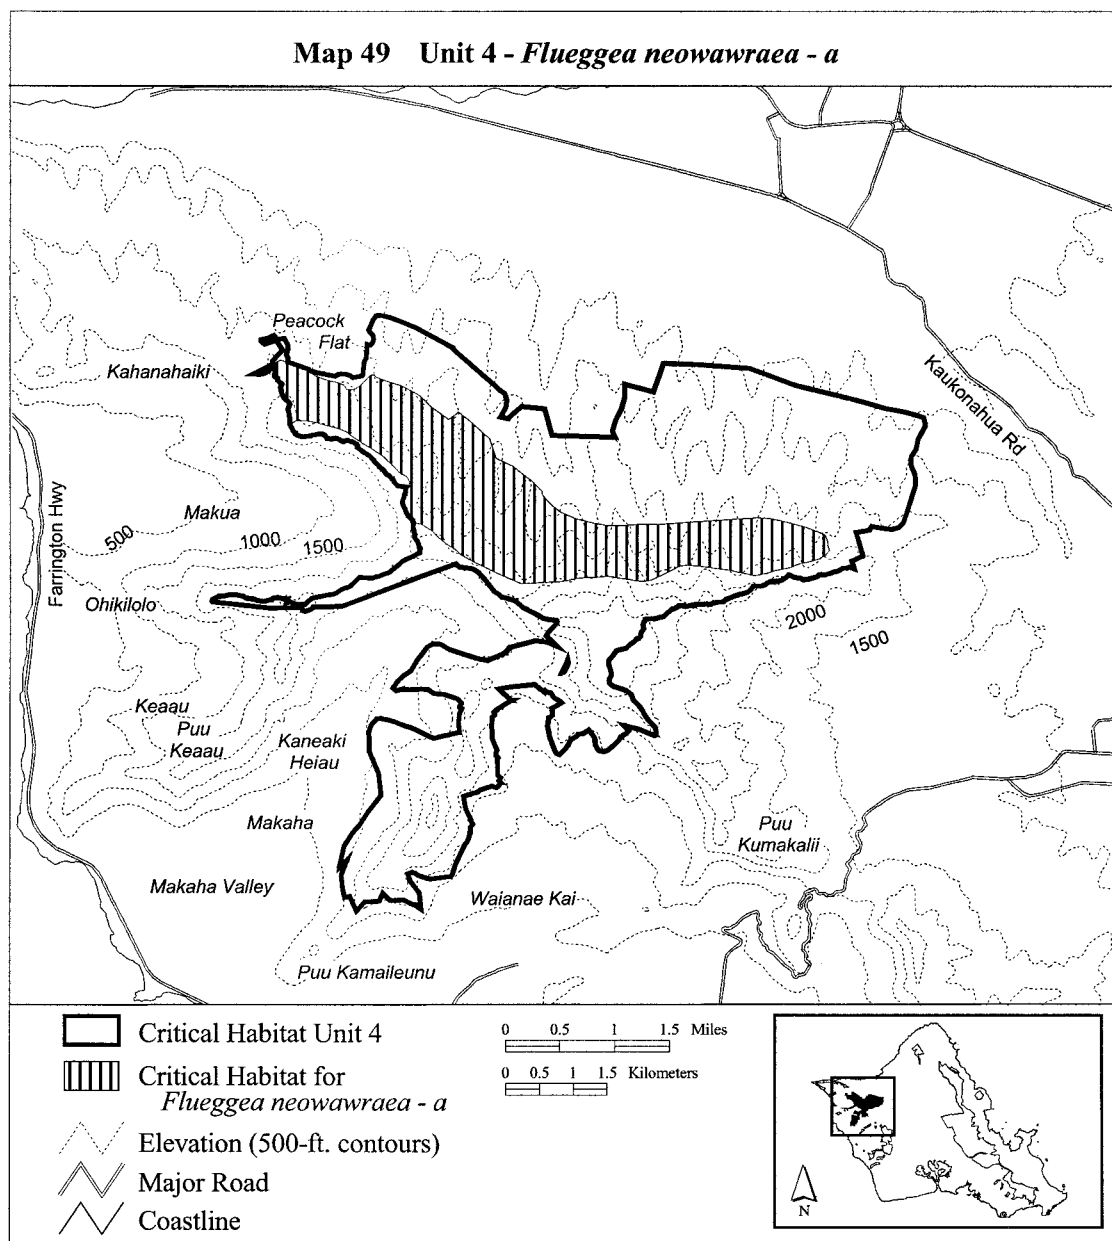 Map 49 Unit 4 - Flueggea neowawraea - a
Peacock
Flat
Kahanahaiki
Kaukonahua Rd
Farrington Hwy
Makua
500
1000
1500
Ohikilolo
2000
1500
Keaau
Puu
Keaau
Kaneaki
Heiau
Makaha
Puu
Kumakalii
Makaha Valley
Waianae Kai
Puu Kamaileunu
Critical Habitat Unit 4
Critical Habitat for
Flueggea neowawraea - a
Elevation (500-ft. contours)
Major Road
Coastline
0 0.5 1 1.5 Miles
0 0.5 1 1.5 Kilometers
N